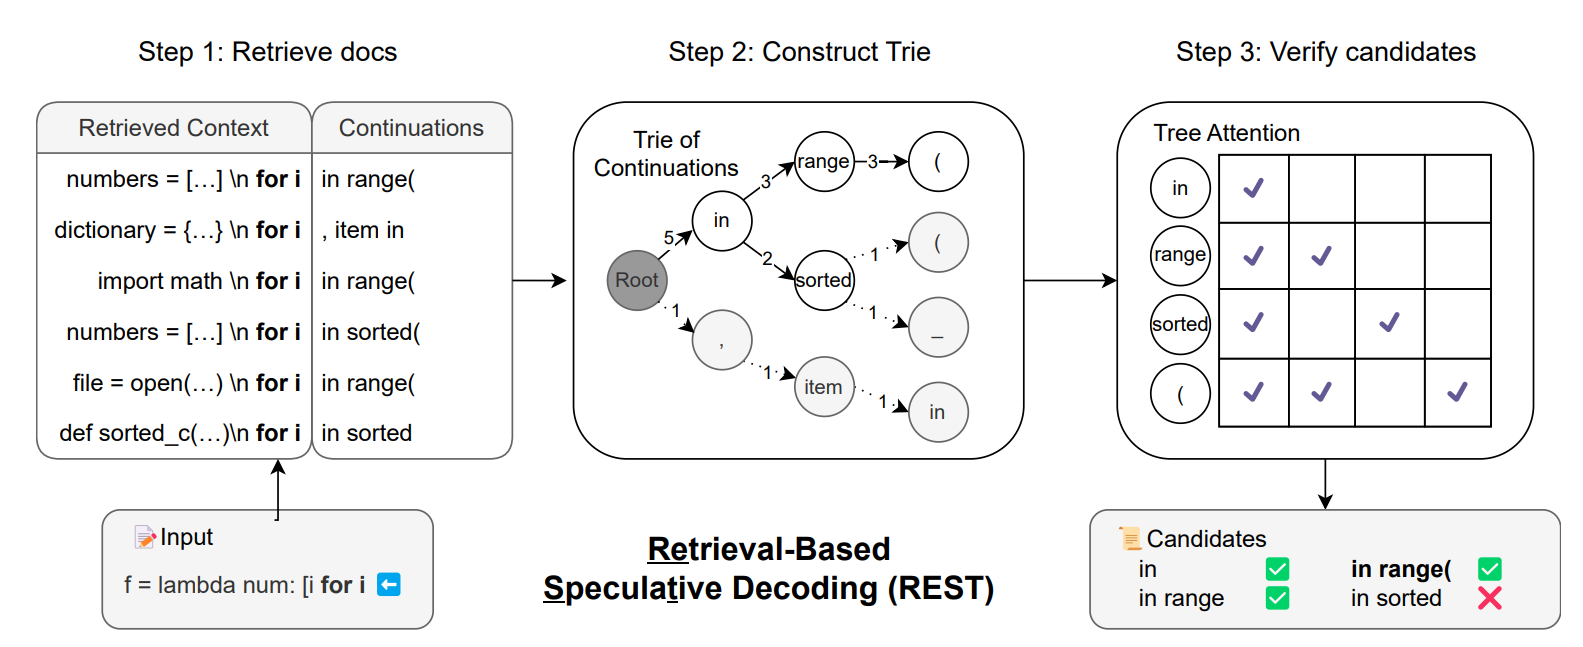 Step 1: Retrieve docs
Retrieved Context
Continuations
numbers = [...] \n for i
in range(
dictionary = {...} \n for i
, item in
import math \n for i
in range(
numbers = [...] \n for i
in sorted(
file = open(...) \n for i
in range(
def sorted_c(...)\n for i
in sorted
Input
f = lambda num: [i for i
Step 2: Construct Trie
Trie of
Continuations
Root
5
in
3
range
3
(
2
sorted
1
(
1
_
1
,
1
item
1
in
Retrieval-Based
Speculative Decoding (REST)
Step 3: Verify candidates
Tree Attention
in
range
sorted
(
Candidates
in
in range(
in range
in sorted